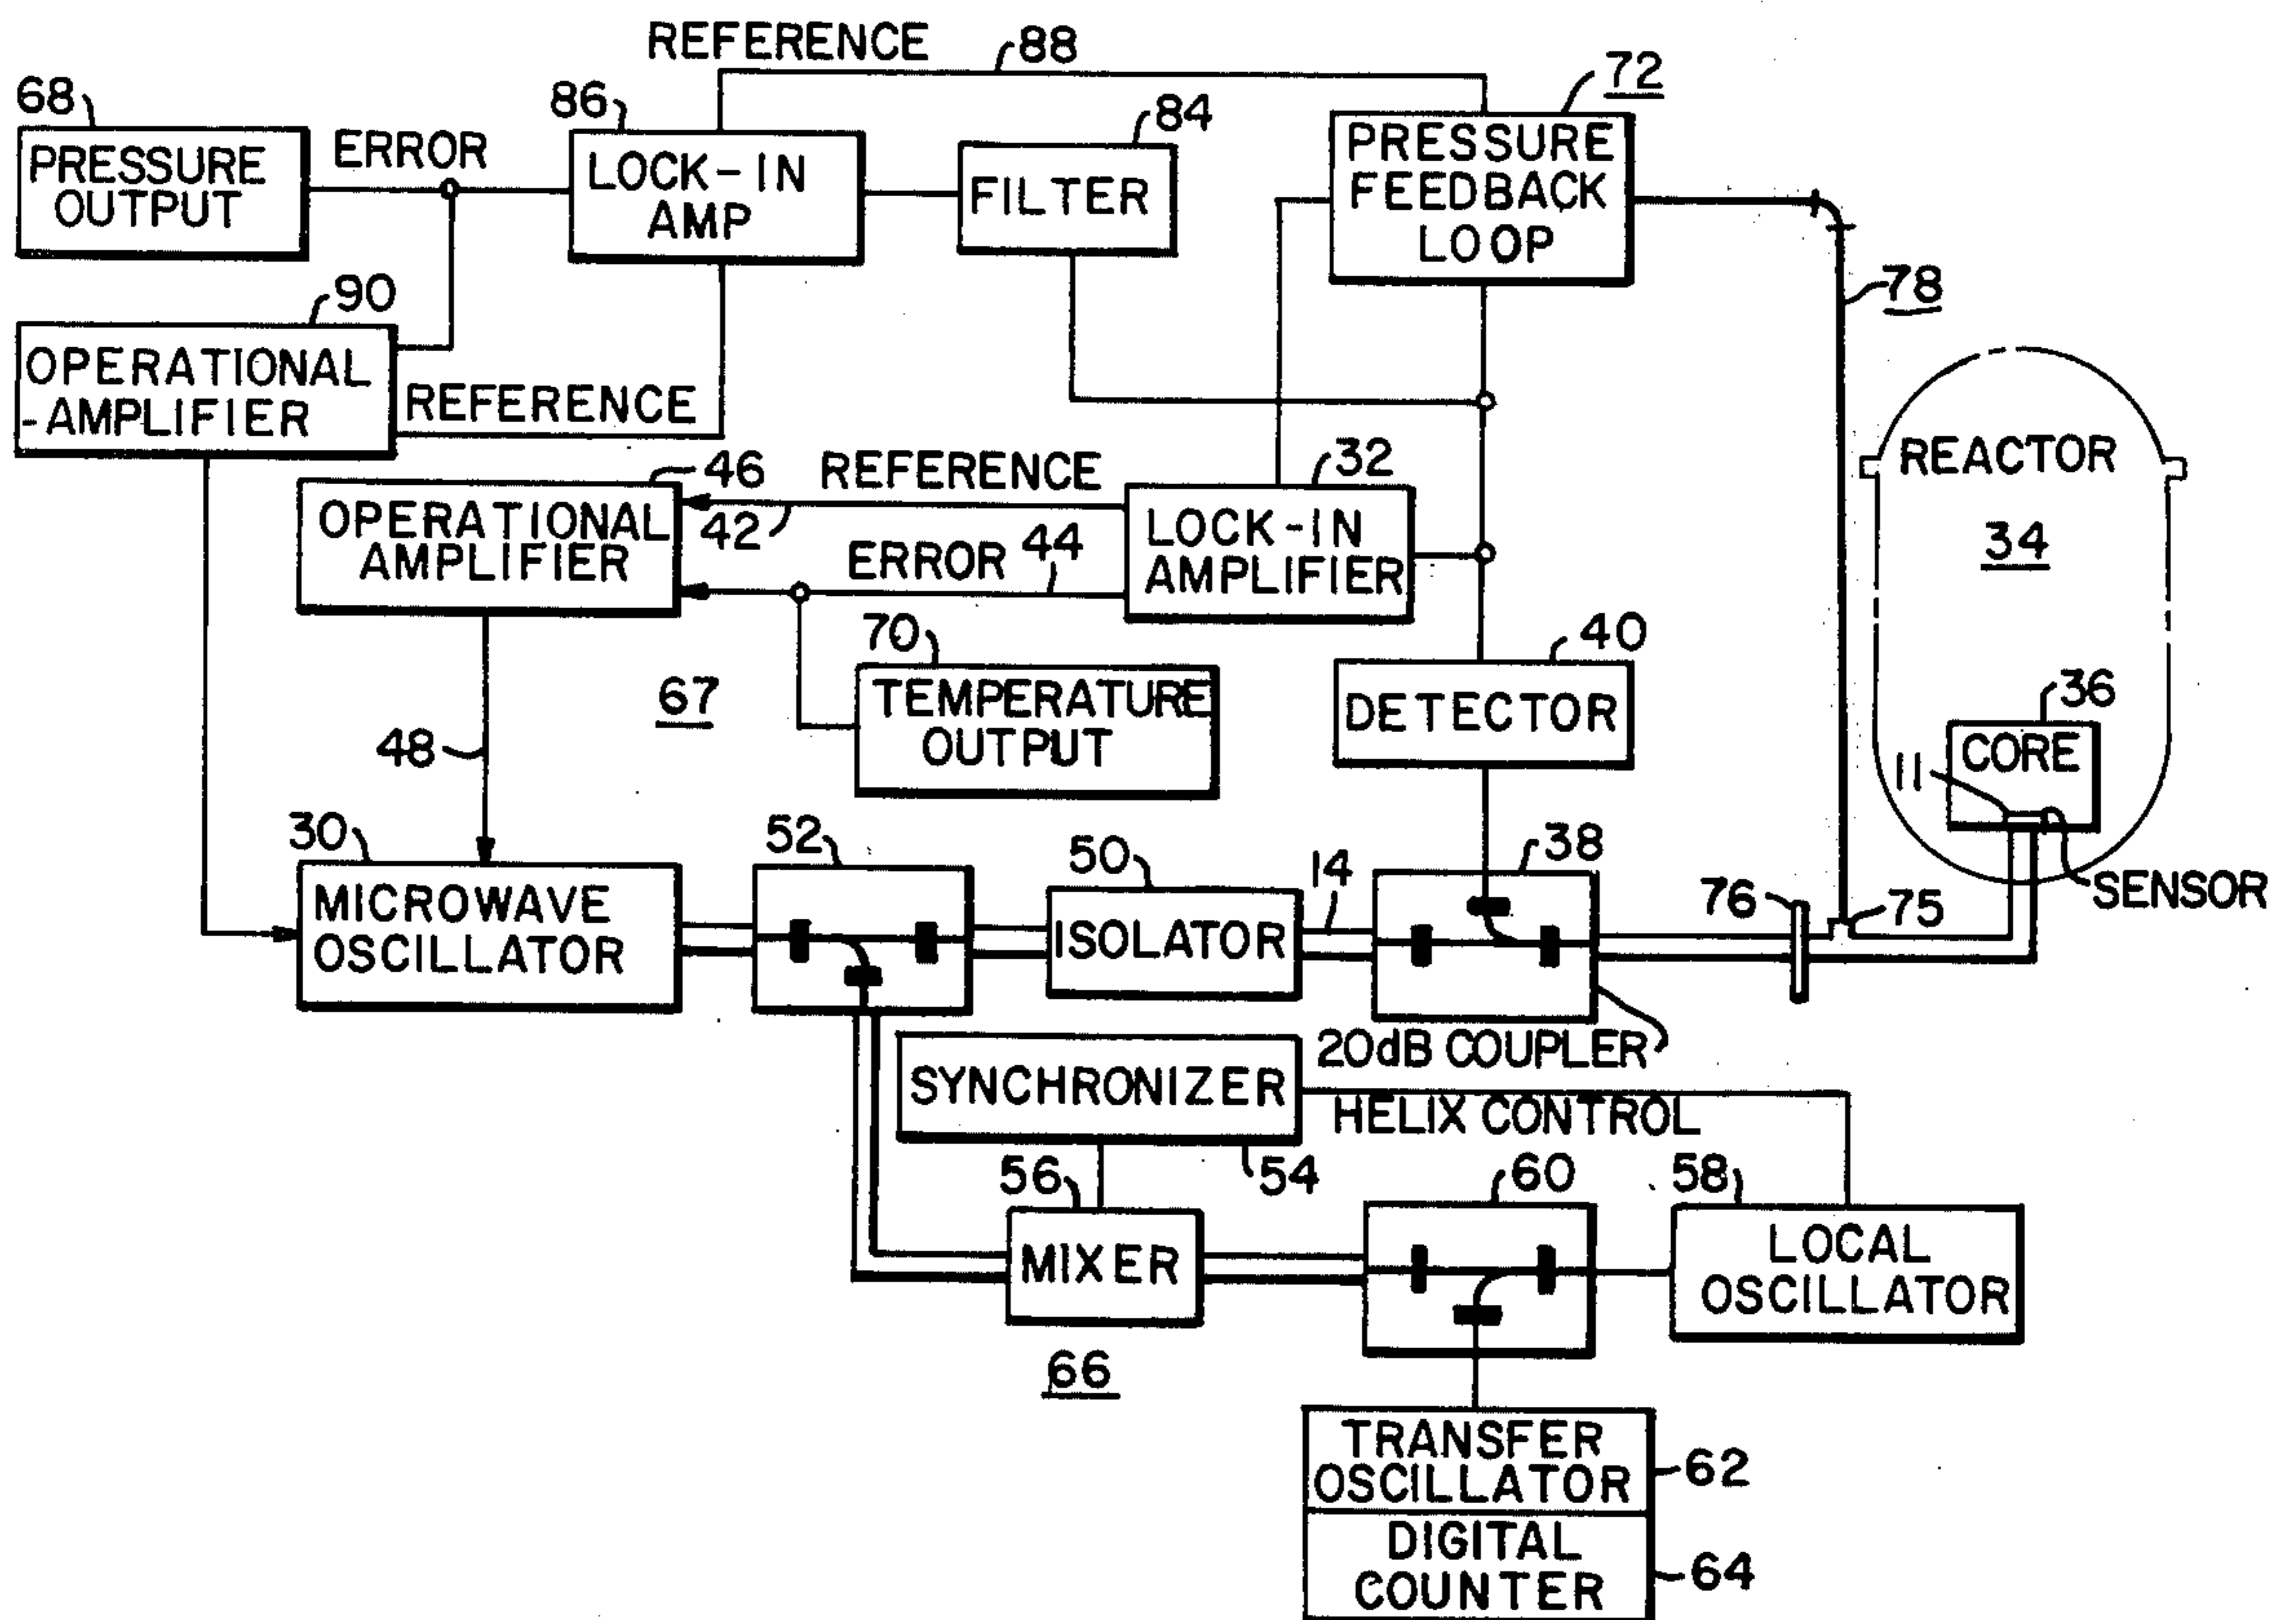 REFERENCE
88
72
68
86
84
PRESSURE
OUTPUT
ERROR
LOCK-IN
AMP
FILTER
PRESSURE
FEEDBACK
LOOP
78
90
OPERATIONAL
-AMPLIFIER
REFERENCE
REACTOR
34
46
REFERENCE
32
OPERATIONAL
AMPLIFIER
42
ERROR
44
LOCK-IN
AMPLIFIER
70
40
67
TEMPERATURE
OUTPUT
DETECTOR
36
CORE
11
48
30
52
50
14
38
76
75
SENSOR
MICROWAVE
OSCILLATOR
ISOLATOR
20dB COUPLER
SYNCHRONIZER
HELIX CONTROL
54
56
60
58
MIXER
LOCAL
OSCILLATOR
66
TRANSFER
OSCILLATOR
62
DIGITAL
COUNTER
64